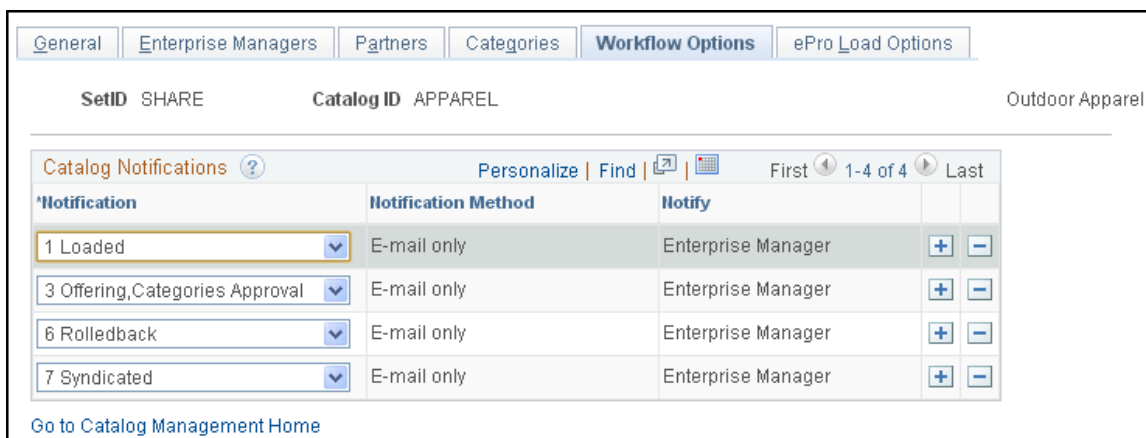 General Enterprise Managers Partners Categories Workflow Options ePro Load Options
SetID SHARE Catalog ID APPAREL Outdoor Apparel
Catalog Notifications ? Personalize | Find | | First 1-4 of 4 Last
*Notification Notification Method Notify
1 Loaded E-mail only Enterprise Manager + -
3 Offering,Categories Approval E-mail only Enterprise Manager + -
6 Rolledback E-mail only Enterprise Manager + -
7 Syndicated E-mail only Enterprise Manager + -
Go to Catalog Management Home